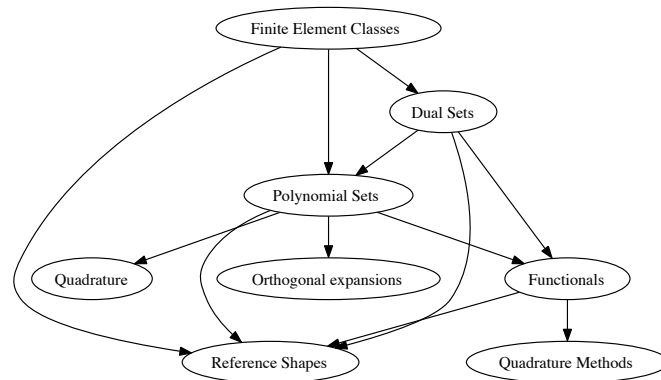 Finite Element Classes
Dual Sets
Polynomial Sets
Quadrature
Orthogonal expansions
Functionals
Reference Shapes
Quadrature Methods